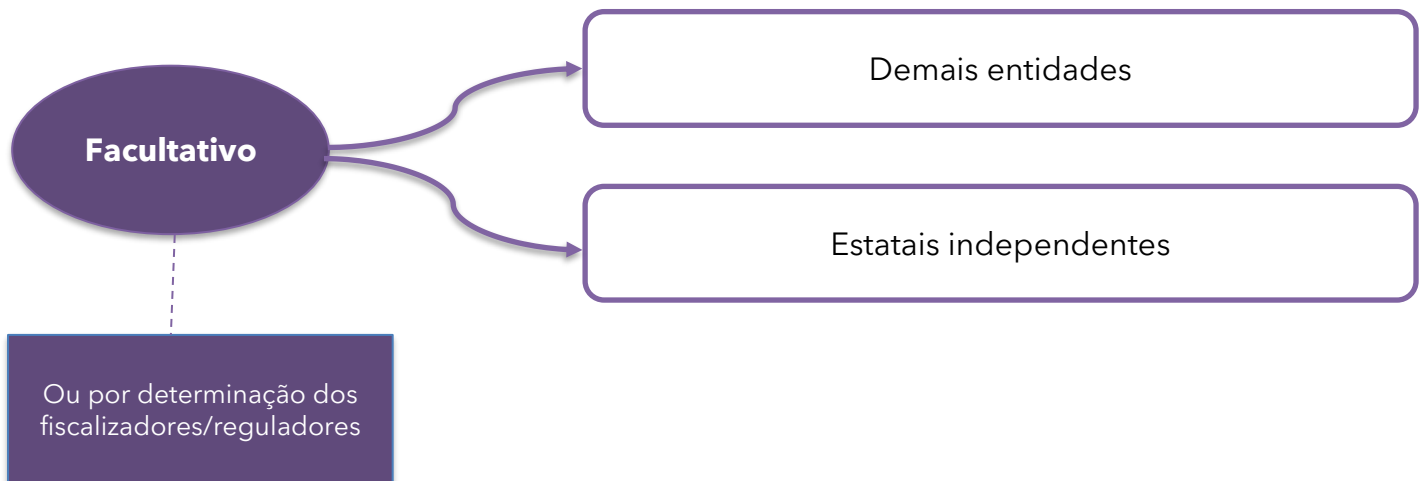 Demais entidades
Facultativo
Estatais independentes
Ou por determinação dos
fiscalizadores/reguladores